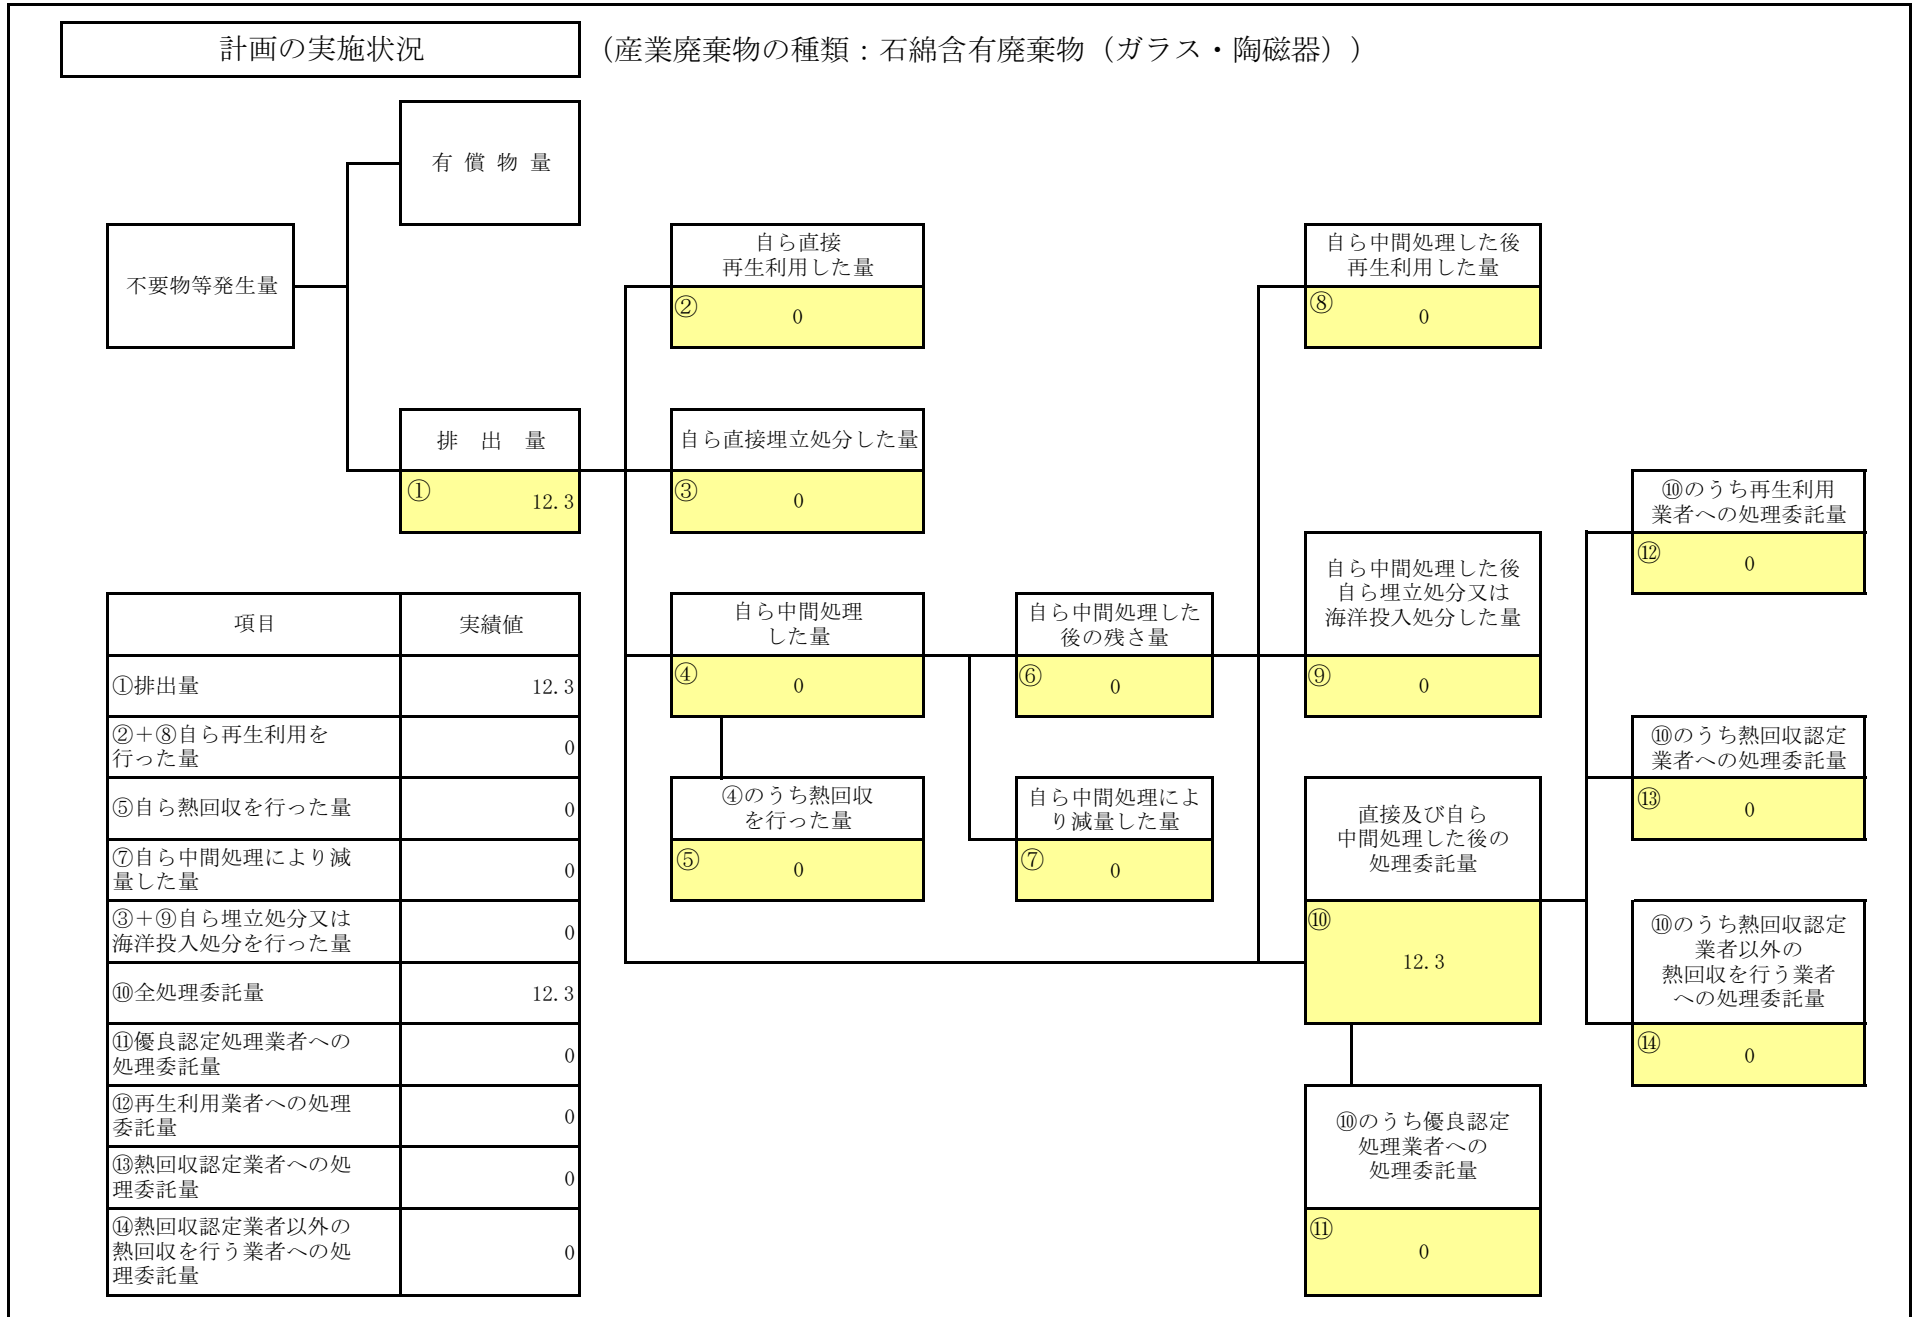 計画の実施状況
（産業廃棄物の種類：石綿含有廃棄物（ガラス・陶磁器））
有 償 物 量
不要物等発生量
自ら直接
再生利用した量
②
0
自ら中間処理した後
再生利用した量
⑧
0
排 出 量
①
12.3
自ら直接埋立処分した量
③
0
⑩のうち再生利用
業者への処理委託量
⑫
0
自ら中間処理した後
自ら埋立処分又は
海洋投入処分した量
⑨
0
自ら中間処理
した量
④
0
自ら中間処理した
後の残さ量
⑥
0
④のうち熱回収
を行った量
⑤
0
自ら中間処理によ
り減量した量
⑦
0
⑩のうち熱回収認定
業者への処理委託量
⑬
0
直接及び自ら
中間処理した後の
処理委託量
⑩
12.3
⑩のうち熱回収認定
業者以外の
熱回収を行う業者
への処理委託量
⑭
0
⑩のうち優良認定
処理業者への
処理委託量
⑪
0
項目 実績値
①排出量 12.3
②＋⑧自ら再生利用を
行った量 0
⑤自ら熱回収を行った量 0
⑦自ら中間処理により減
量した量 0
③＋⑨自ら埋立処分又は
海洋投入処分を行った量 0
⑩全処理委託量 12.3
⑪優良認定処理業者への
処理委託量 0
⑫再生利用業者への処理
委託量 0
⑬熱回収認定業者への処
理委託量 0
⑭熱回収認定業者以外の
熱回収を行う業者への処 0
理委託量